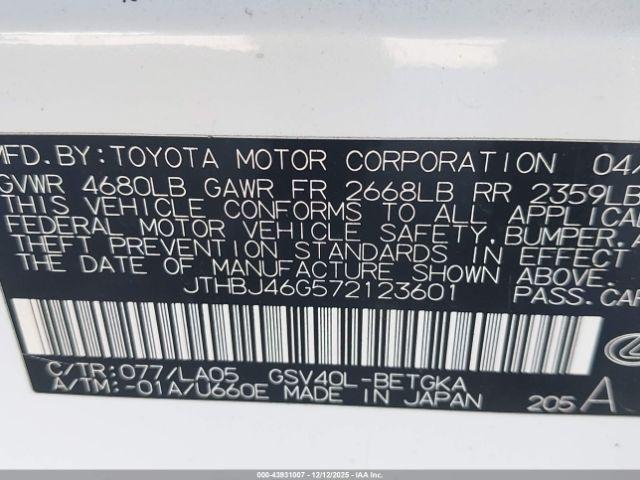 MFD. BY: TOYOTA MOTOR CORPORATION 04/
GVWR 4680LB GAWR FR 2668LB RR 2359LB
THIS VEHICLE CONFORMS TO ALL APPLICAB
FEDERAL MOTOR VEHICLE SAFETY, BUMPER,
THEFT PREVENTION STANDARDS IN EFFECT
THE DATE OF MANUFACTURE SHOWN ABOVE.
JTHBJ46G572123601 PASS.CAR
C/TR: 077/LA05 GSV40L-BETGKA
A/TM: -01A/U660E MADE IN JAPAN 205 A
000-43931007 - 12/12/2025 - IAAI.COM